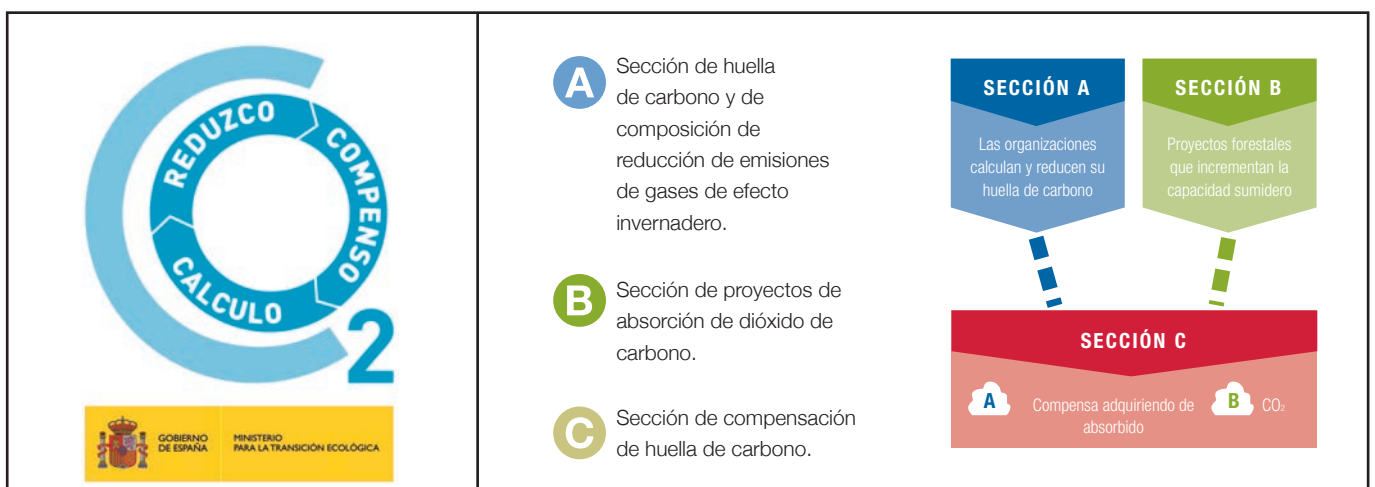 REDUZCO
COMPENSO
CALCULO
2
GOBIERNO
DE ESPAÑA
MINISTERIO
PARA LA TRANSICIÓN ECOLÓGICA
A
Sección de huella
de carbono y de
composición de
reducción de emisiones
de gases de efecto
invernadero.
B
Sección de proyectos de
absorción de dióxido de
carbono.
C
Sección de compensación
de huella de carbono.
SECCIÓN A
Las organizaciones
calculan y reducen su
huella de carbono
SECCIÓN B
Proyectos forestales
que incrementan la
capacidad sumidero
SECCIÓN C
A Compensa adquiriendo de B CO₂
absorbido